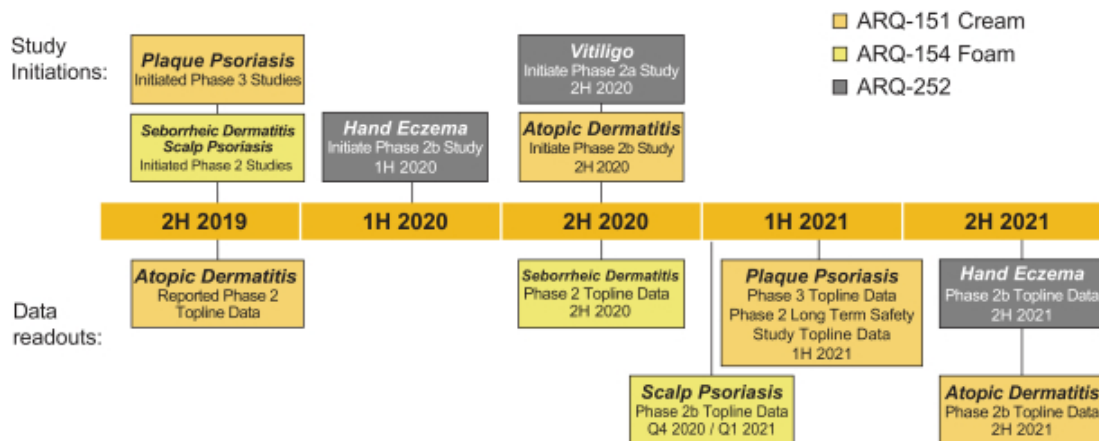 Study
Initiations:
Plaque Psoriasis
Initiated Phase 3 Studies
Seborrheic Dermatitis
Scalp Psoriasis
Initiated Phase 2 Studies
Hand Eczema
Initiate Phase 2b Study
1H 2020
Vitiligo
Initiate Phase 2a Study
2H 2020
Atopic Dermatitis
Initiate Phase 2b Study
2H 2020
ARQ-151 Cream
ARQ-154 Foam
ARQ-252
2H 2019
1H 2020
2H 2020
1H 2021
2H 2021
Data
readouts:
Atopic Dermatitis
Reported Phase 2
Topline Data
Seborrheic Dermatitis
Phase 2 Topline Data
2H 2020
Scalp Psoriasis
Phase 2b Topline Data
Q4 2020 / Q1 2021
Plaque Psoriasis
Phase 3 Topline Data
Phase 2 Long Term Safety
Study Topline Data
1H 2021
Hand Eczema
Phase 2b Topline Data
2H 2021
Atopic Dermatitis
Phase 2b Topline Data
2H 2021